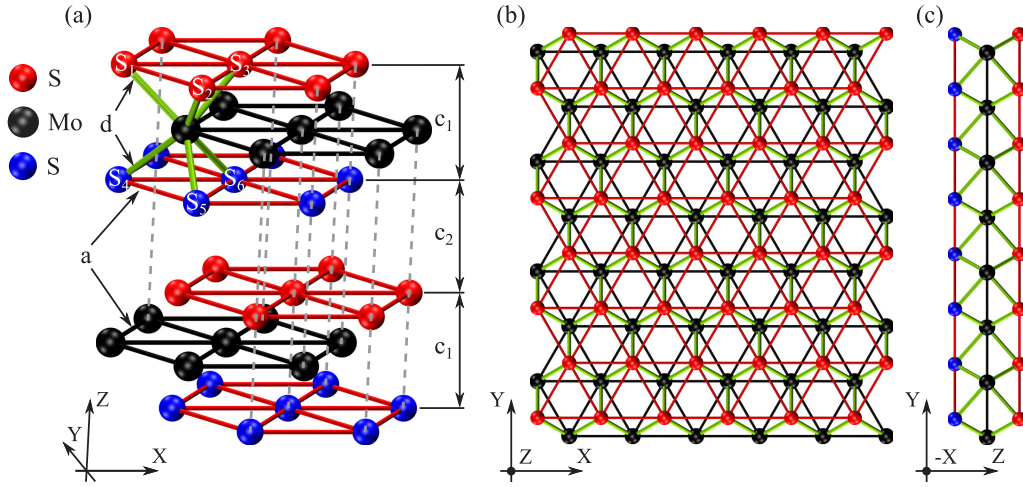 (a)
S
Mo
S
S₁
S₂
S₃
d
S₄
S₅
S₆
a
c₁
c₂
c₁
Z
Y
X
(b)
Y
Z
X
(c)
Y
-X
Z